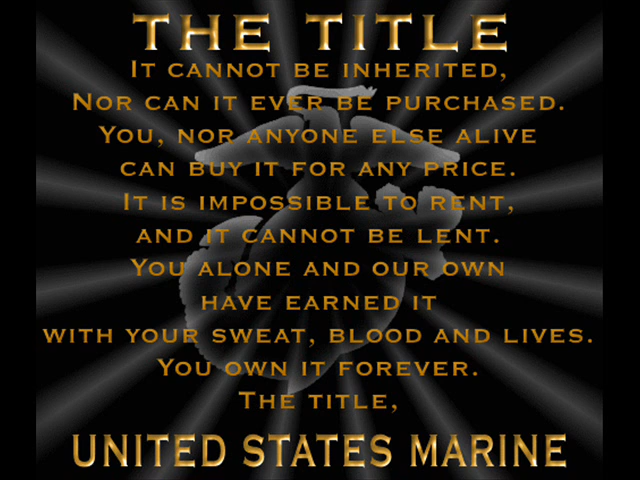 THE TITLE
IT CANNOT BE INHERITED,
NOR CAN IT EVER BE PURCHASED.
YOU, NOR ANYONE ELSE ALIVE
CAN BUY IT FOR ANY PRICE.
IT IS IMPOSSIBLE TO RENT,
AND IT CANNOT BE LENT.
YOU ALONE AND OUR OWN
HAVE EARNED IT
WITH YOUR SWEAT, BLOOD AND LIVES.
YOU OWN IT FOREVER.
THE TITLE,
UNITED STATES MARINE